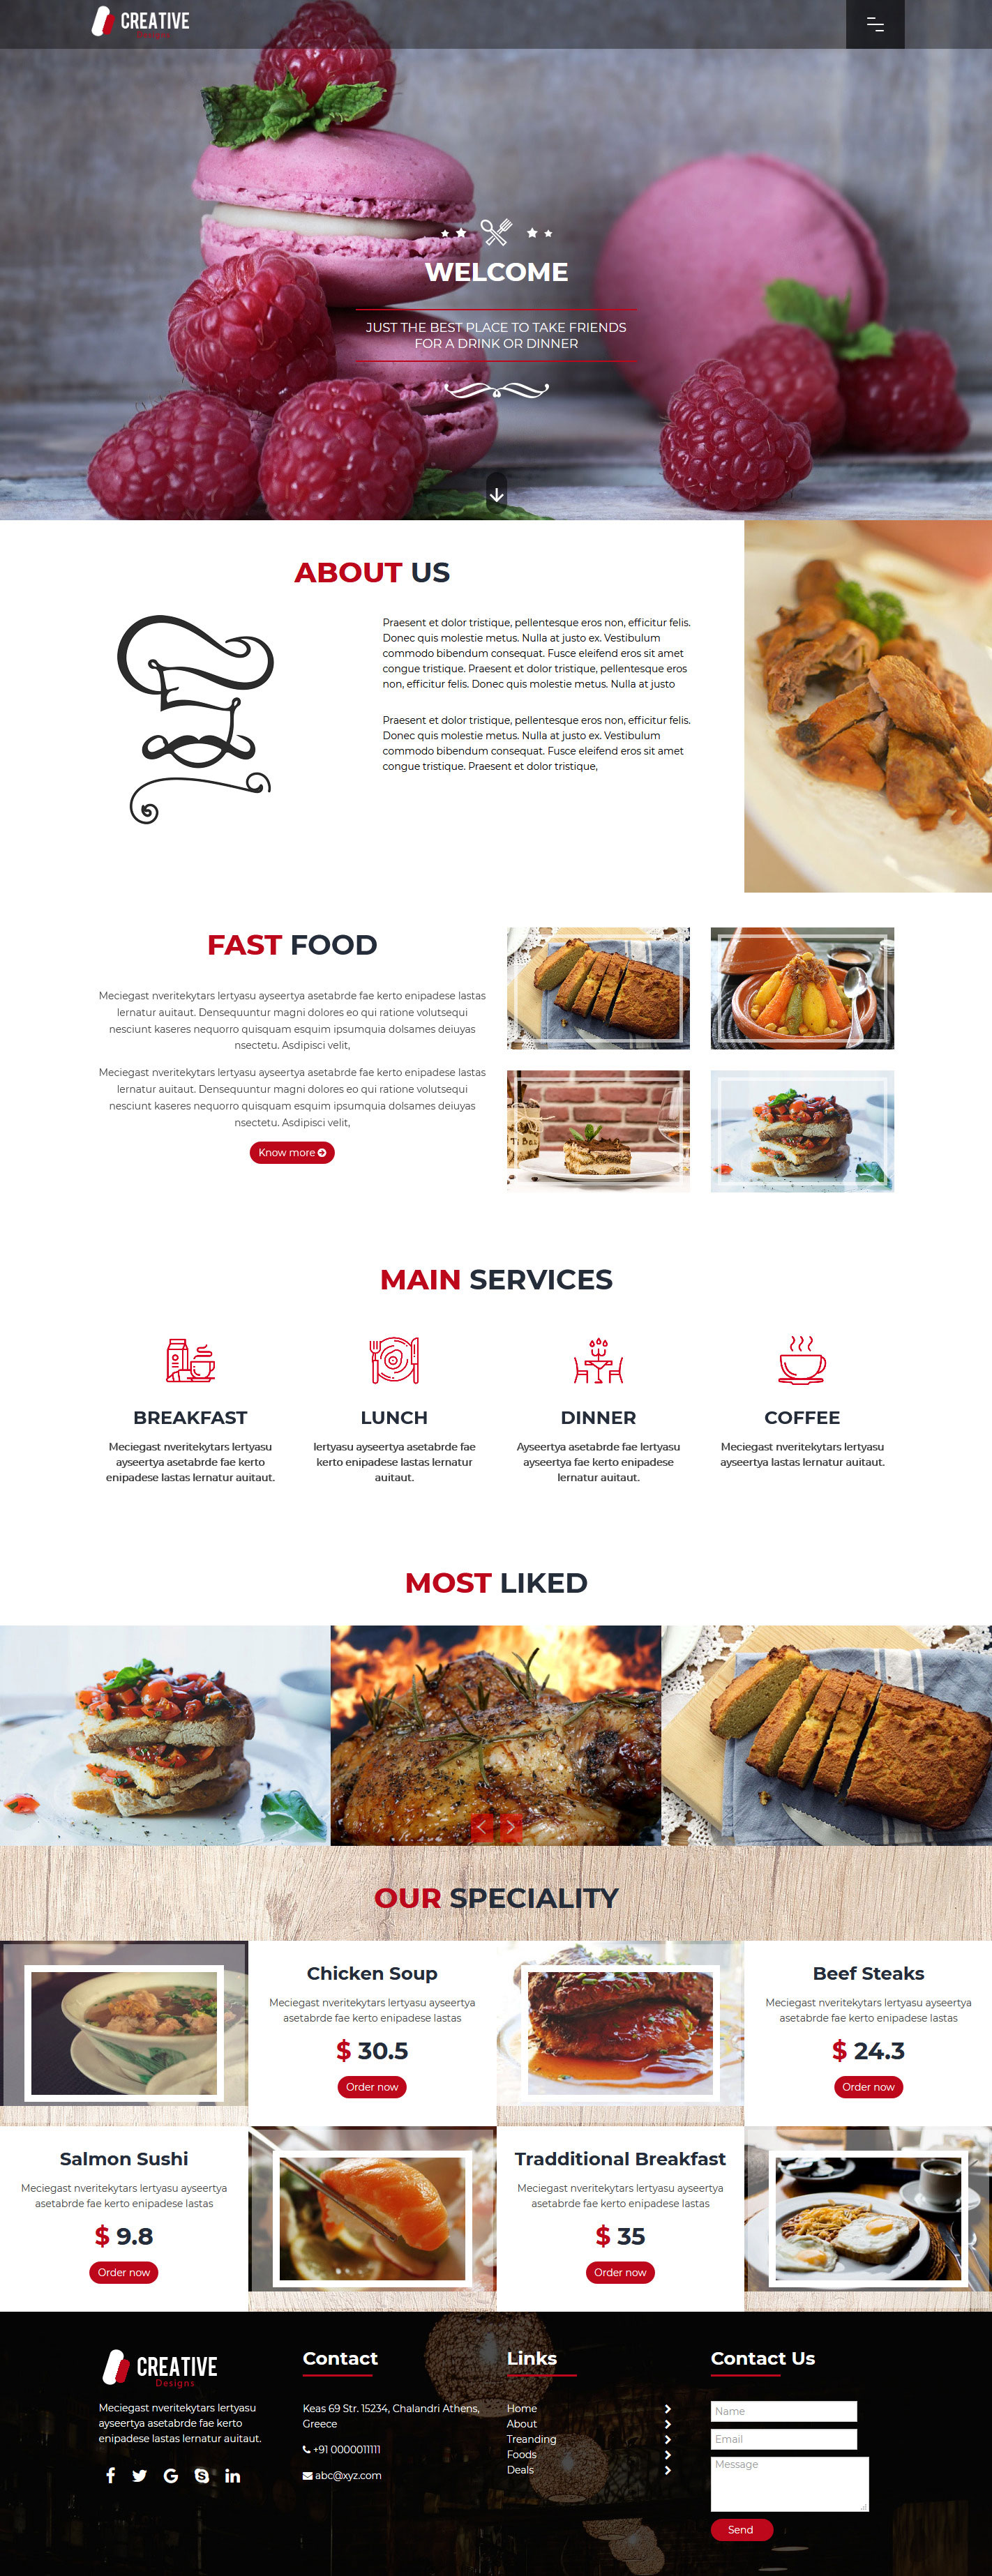 CREATIVE
Designs
WELCOME
JUST THE BEST PLACE TO TAKE FRIENDS
FOR A DRINK OR DINNER
ABOUT US
Praesent et dolor tristique, pellentesque eros non, efficitur felis.
Donec quis molestie metus. Nulla at justo ex. Vestibulum
commodo bibendum consequat. Fusce eleifend eros sit amet
congue tristique. Praesent et dolor tristique, pellentesque eros
non, efficitur felis. Donec quis molestie metus. Nulla at justo
Praesent et dolor tristique, pellentesque eros non, efficitur felis.
Donec quis molestie metus. Nulla at justo ex. Vestibulum
commodo bibendum consequat. Fusce eleifend eros sit amet
congue tristique. Praesent et dolor tristique,
FAST FOOD
Meciegast nveritekytars lertyasu ayseertya asetabrde fae kerto enipadese lastas
lernatur auitaut. Densequuntur magni dolores eo qui ratione volutsequi
nesciunt kaseres nequorro quisquam esquim ipsumquia dolsames deiuyas
nsectetu. Asdipisci velit,
Meciegast nveritekytars lertyasu ayseertya asetabrde fae kerto enipadese lastas
lernatur auitaut. Densequuntur magni dolores eo qui ratione volutsequi
nesciunt kaseres nequorro quisquam esquim ipsumquia dolsames deiuyas
nsectetu. Asdipisci velit,
Know more
MAIN SERVICES
BREAKFAST
Meciegast nveritekytars lertyasu
ayseertya asetabrde fae kerto
enipadese lastas lernatur auitaut.
LUNCH
lertyasu ayseertya asetabrde fae
kerto enipadese lastas lernatur
auitaut.
DINNER
Ayseertya asetabrde fae lertyasu
ayseertya fae kerto enipadese
lernatur auitaut.
COFFEE
Meciegast nveritekytars lertyasu
ayseertya lastas lernatur auitaut.
MOST LIKED
OUR SPECIALITY
Chicken Soup
Meciegast nveritekytars lertyasu ayseertya
asetabrde fae kerto enipadese lastas
$ 30.5
Order now
Beef Steaks
Meciegast nveritekytars lertyasu ayseertya
asetabrde fae kerto enipadese lastas
$ 24.3
Order now
Salmon Sushi
Meciegast nveritekytars lertyasu ayseertya
asetabrde fae kerto enipadese lastas
$ 9.8
Order now
Tradditional Breakfast
Meciegast nveritekytars lertyasu ayseertya
asetabrde fae kerto enipadese lastas
$ 35
Order now
CREATIVE
Designs
Meciegast nveritekytars lertyasu
ayseertya asetabrde fae kerto
enipadese lastas lernatur auitaut.
Contact
Keas 69 Str. 15234, Chalandri Athens,
Greece
+91 0000011111
abc@xyz.com
Links
Home
About
Treanding
Foods
Deals
Contact Us
Name
Email
Message
Send